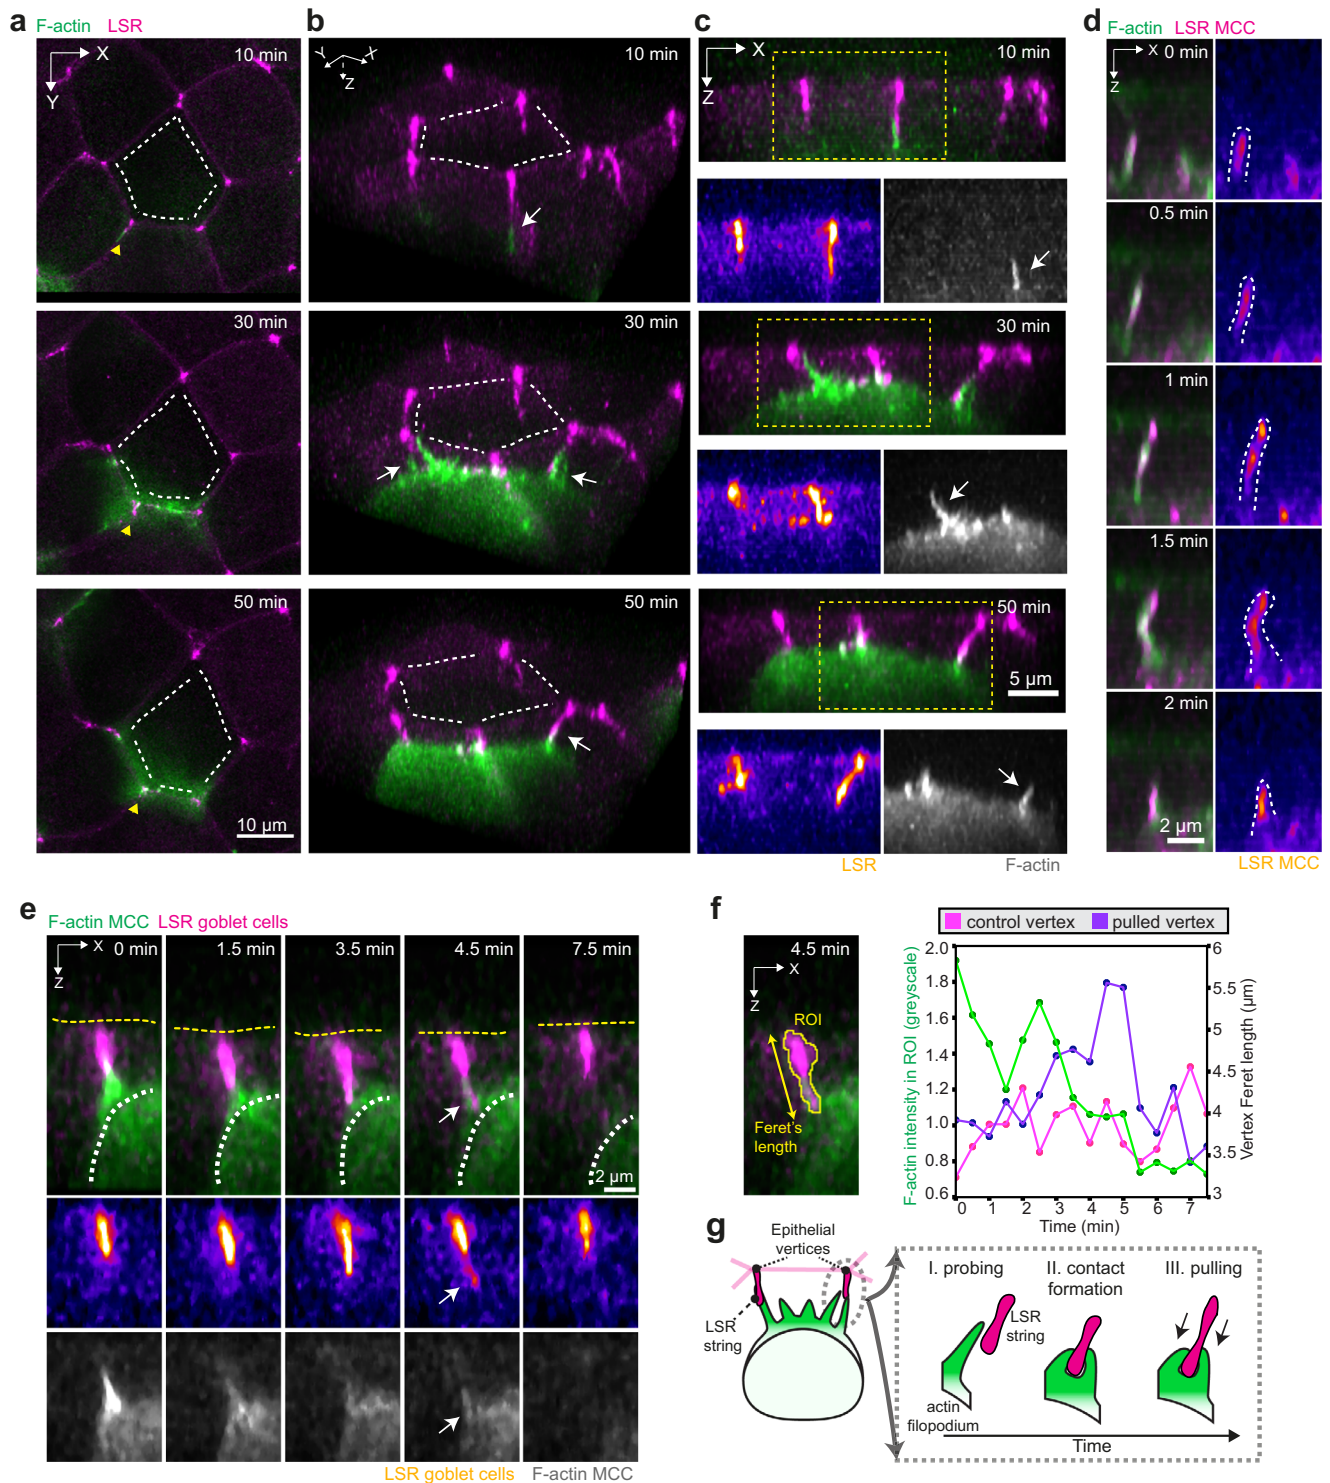 a
F-actin LSR
X
Y
10 min
30 min
50 min
10 µm
b
Y
X
Z
10 min
30 min
50 min
c
X
Z
10 min
30 min
50 min
5 µm
LSR
F-actin
d
F-actin LSR MCC
X
Z
0 min
0.5 min
1 min
1.5 min
2 min
2 µm
LSR MCC
e
F-actin MCC LSR goblet cells
X
Z
0 min
1.5 min
3.5 min
4.5 min
7.5 min
2 µm
LSR goblet cells
F-actin MCC
f
4.5 min
X
Z
ROI
Feret's
length
control vertex
pulled vertex
F-actin intensity in ROI (greyscale)
2.0
1.8
1.6
1.4
1.2
1.0
0.8
0.6
6
5.5
5
4.5
4
3.5
3
Vertex Feret length (µm)
0 1 2 3 4 5 6 7
Time (min)
g
Epithelial
vertices
LSR
string
I. probing
LSR
string
actin
filopodium
II. contact
formation
III. pulling
Time